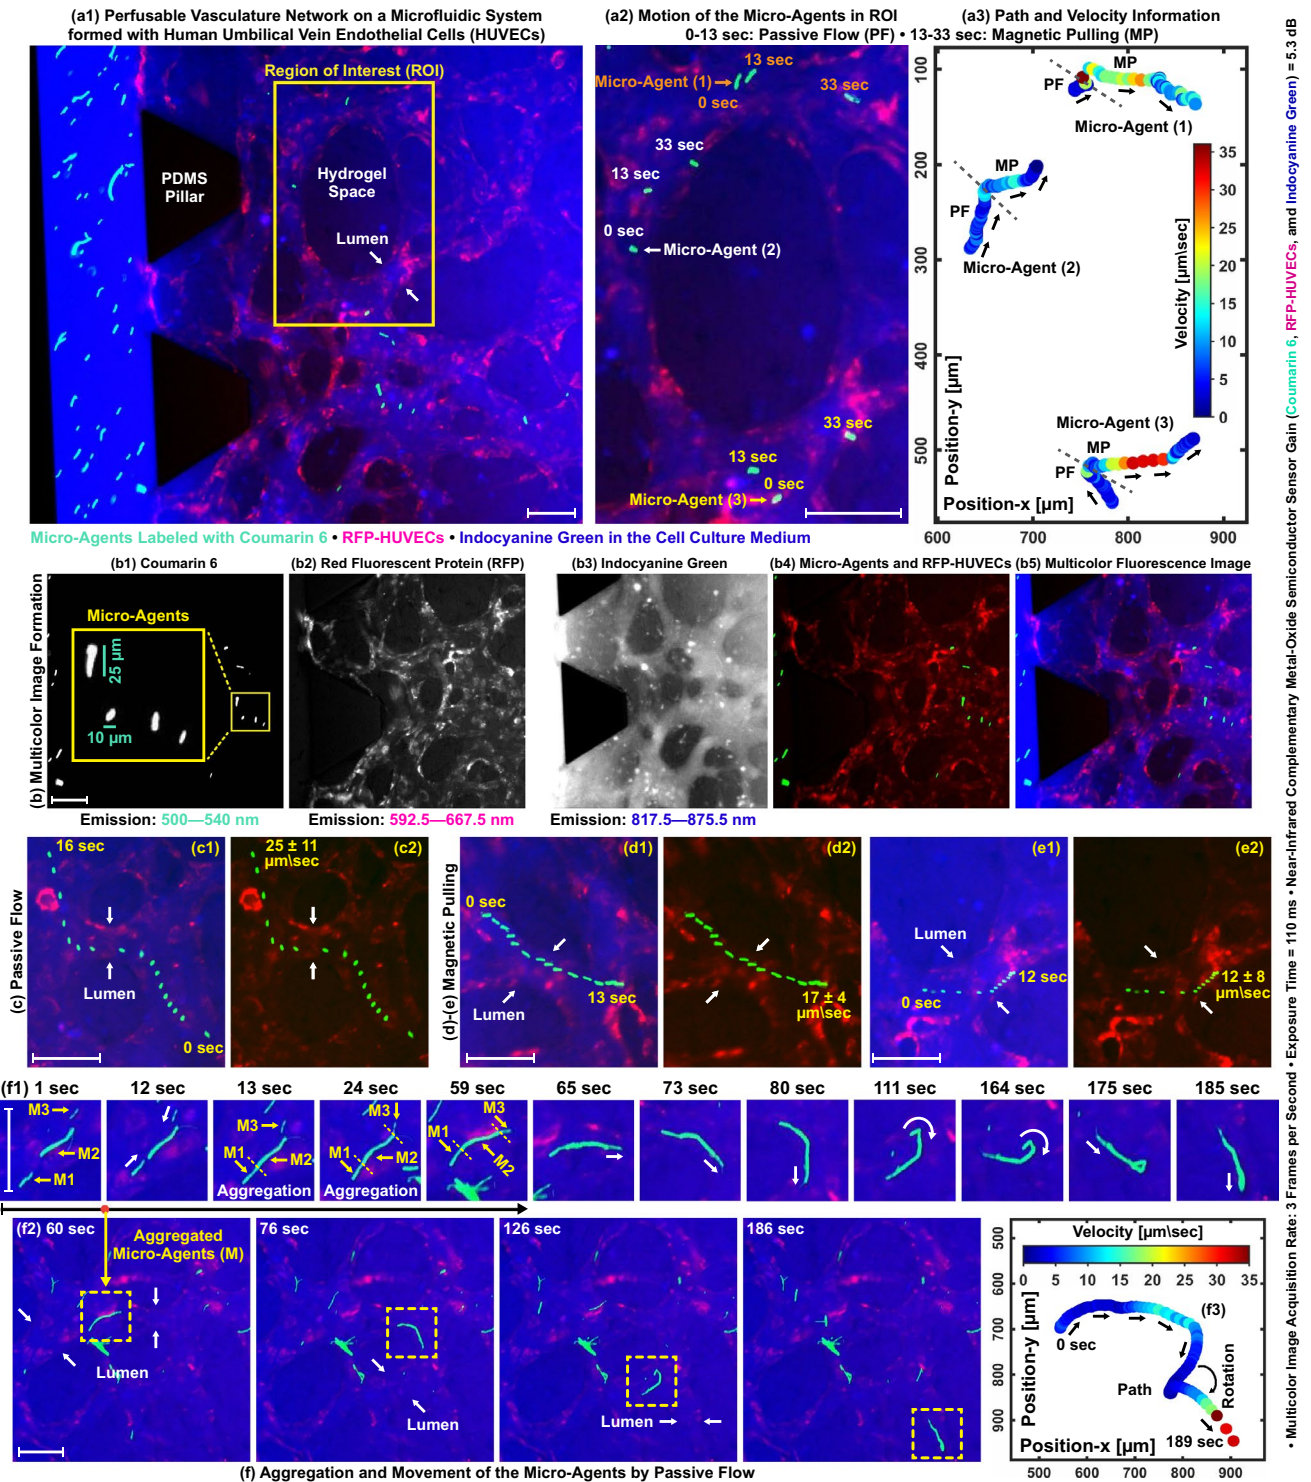 (a1) Perfusable Vasculature Network on a Microfluidic System
formed with Human Umbilical Vein Endothelial Cells (HUVECs)
Region of Interest (ROI)
PDMS
Pillar
Hydrogel
Space
Lumen
(a2) Motion of the Micro-Agents in ROI
0-13 sec: Passive Flow (PF) • 13-33 sec: Magnetic Pulling (MP)
13 sec
Micro-Agent (1)
33 sec
0 sec
33 sec
13 sec
0 sec
Micro-Agent (2)
33 sec
13 sec
0 sec
Micro-Agent (3)
(a3) Path and Velocity Information
100
200
300
400
500
Position-y [µm]
MP
PF
Micro-Agent (1)
MP
PF
Micro-Agent (2)
Velocity [µm\sec]
35
30
25
20
15
10
5
0
Micro-Agent (3)
MP
PF
Position-x [µm]
600 700 800 900
Micro-Agents Labeled with Coumarin 6 • RFP-HUVECs • Indocyanine Green in the Cell Culture Medium
(b) Multicolor Image Formation
(b1) Coumarin 6
Micro-Agents
25 µm
10 µm
Emission: 500—540 nm
(b2) Red Fluorescent Protein (RFP)
Emission: 592.5—667.5 nm
(b3) Indocyanine Green
Emission: 817.5—875.5 nm
(b4) Micro-Agents and RFP-HUVECs
(b5) Multicolor Fluorescence Image
(c) Passive Flow
16 sec
(c1)
Lumen
0 sec
25 ± 11
µm\sec
(c2)
(d)-(e) Magnetic Pulling
(d1)
0 sec
13 sec
Lumen
(d2)
17 ± 4
µm\sec
(e1)
Lumen
12 sec
0 sec
(e2)
12 ± 8
µm\sec
(f1) 1 sec
12 sec
13 sec
24 sec
59 sec
65 sec
73 sec
80 sec
111 sec
164 sec
175 sec
185 sec
M3
M2
M1
M3
M1
M2
Aggregation
M3
M1
M2
Aggregation
M3
M1
M2
(f2) 60 sec
Aggregated
Micro-Agents (M)
Lumen
76 sec
Lumen
126 sec
Lumen
186 sec
Velocity [µm\sec]
0 5 10 15 20 25 30 35
500
600
700
800
900
Position-y [µm]
(f3)
0 sec
Path
Rotation
189 sec
Position-x [µm]
500 600 700 800 900
(f) Aggregation and Movement of the Micro-Agents by Passive Flow
• Multicolor Image Acquisition Rate: 3 Frames per Second • Exposure Time = 110 ms • Near-Infrared Complementary Metal-Oxide Semiconductor Sensor Gain (Coumarin 6, RFP-HUVECs, amd Indocyanine Green) = 5.3 dB